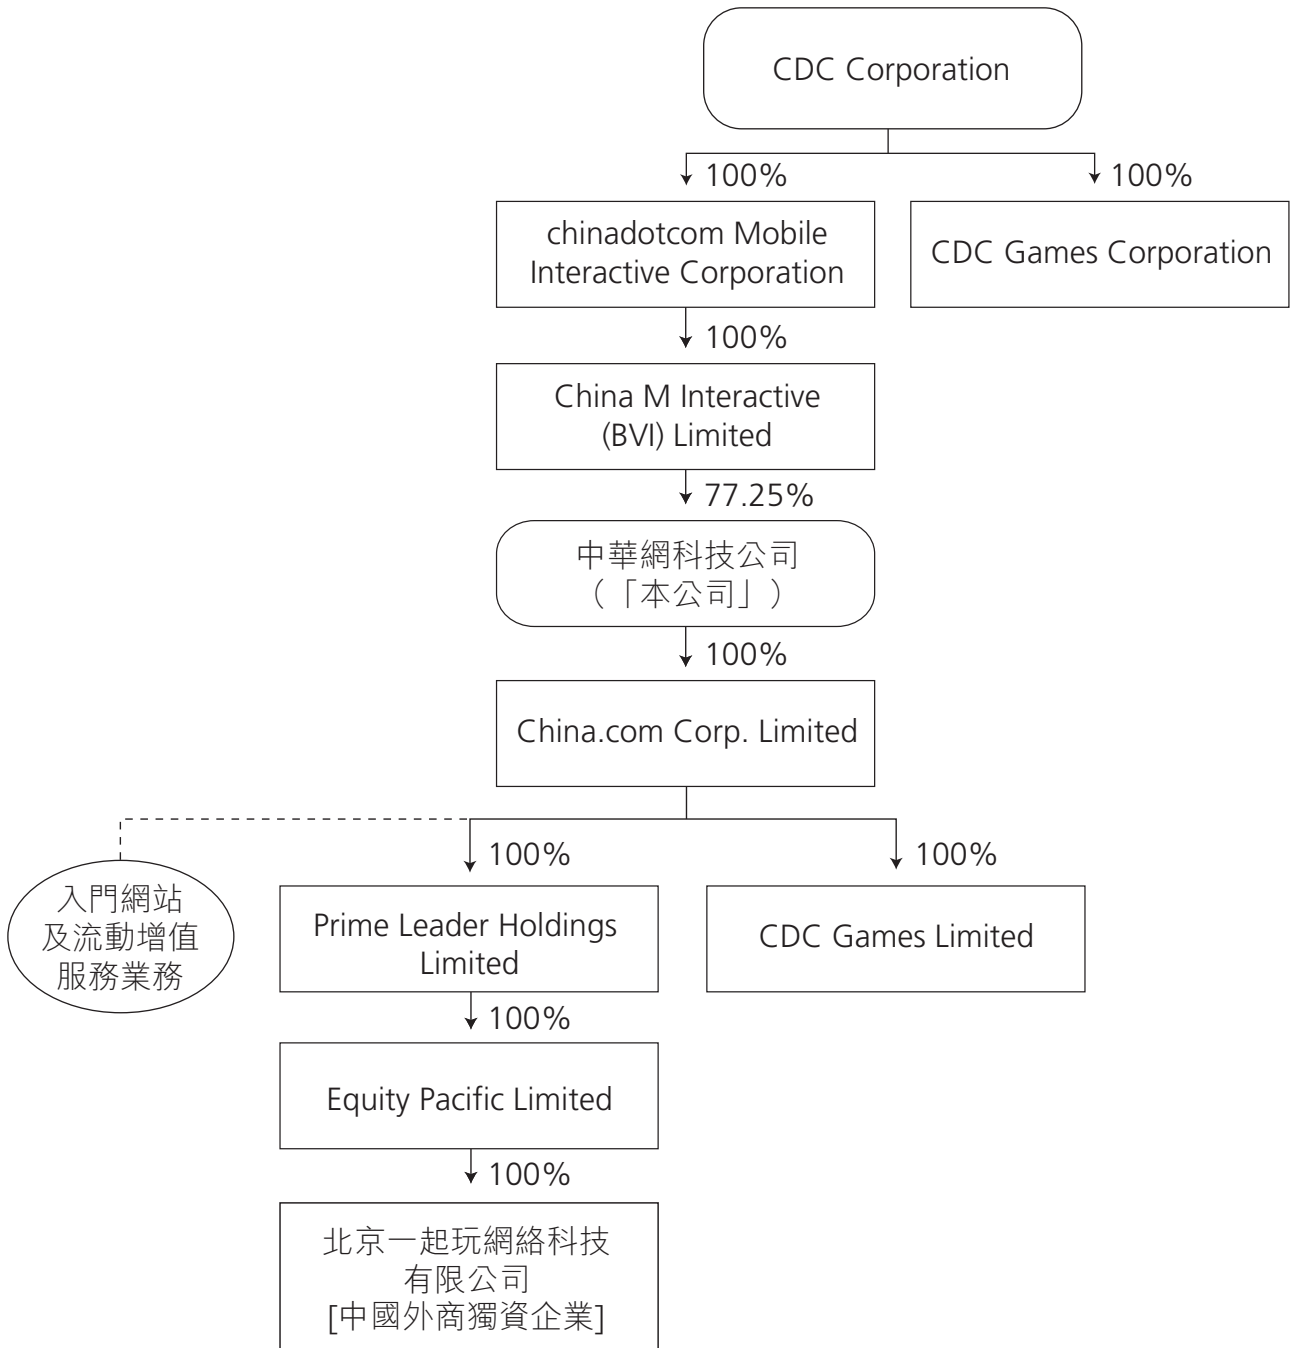 CDC Corporation
100%
100%
chinadotcom Mobile
Interactive Corporation
CDC Games Corporation
100%
China M Interactive
(BVI) Limited
77.25%
中華網科技公司
（「本公司」）
100%
China.com Corp. Limited
100%
100%
入門網站
及流動增值
服務業務
Prime Leader Holdings
Limited
CDC Games Limited
100%
Equity Pacific Limited
100%
北京一起玩網絡科技
有限公司
[中國外商獨資企業]